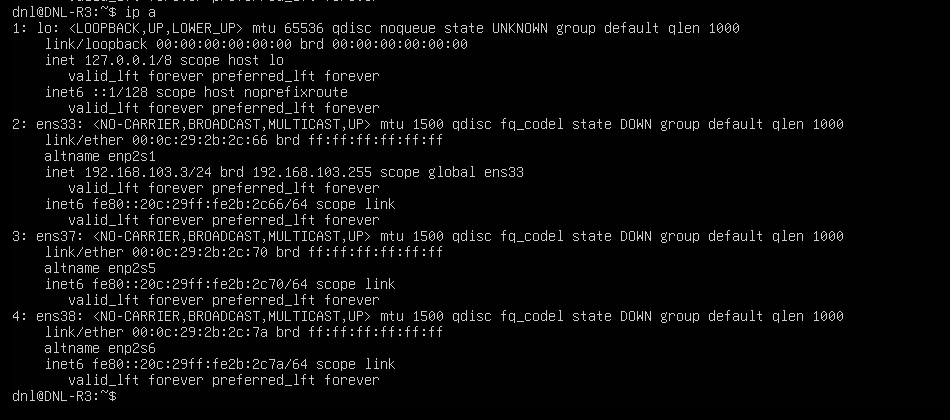 dnl@DNL-R3:~$ ip a
1: lo: <LOOPBACK,UP,LOWER_UP> mtu 65536 qdisc noqueue state UNKNOWN group default qlen 1000
    link/loopback 00:00:00:00:00:00 brd 00:00:00:00:00:00
    inet 127.0.0.1/8 scope host lo
       valid_lft forever preferred_lft forever
    inet6 ::1/128 scope host noprefixroute
       valid_lft forever preferred_lft forever
2: ens33: <NO-CARRIER,BROADCAST,MULTICAST,UP> mtu 1500 qdisc fq_codel state DOWN group default qlen 1000
    link/ether 00:0c:29:2b:2c:66 brd ff:ff:ff:ff:ff:ff
    altname enp2s1
    inet 192.168.103.3/24 brd 192.168.103.255 scope global ens33
       valid_lft forever preferred_lft forever
    inet6 fe80::20c:29ff:fe2b:2c66/64 scope link
       valid_lft forever preferred_lft forever
3: ens37: <NO-CARRIER,BROADCAST,MULTICAST,UP> mtu 1500 qdisc fq_codel state DOWN group default qlen 1000
    link/ether 00:0c:29:2b:2c:70 brd ff:ff:ff:ff:ff:ff
    altname enp2s5
    inet6 fe80::20c:29ff:fe2b:2c70/64 scope link
       valid_lft forever preferred_lft forever
4: ens38: <NO-CARRIER,BROADCAST,MULTICAST,UP> mtu 1500 qdisc fq_codel state DOWN group default qlen 1000
    link/ether 00:0c:29:2b:2c:7a brd ff:ff:ff:ff:ff:ff
    altname enp2s6
    inet6 fe80::20c:29ff:fe2b:2c7a/64 scope link
       valid_lft forever preferred_lft forever
dnl@DNL-R3:~$